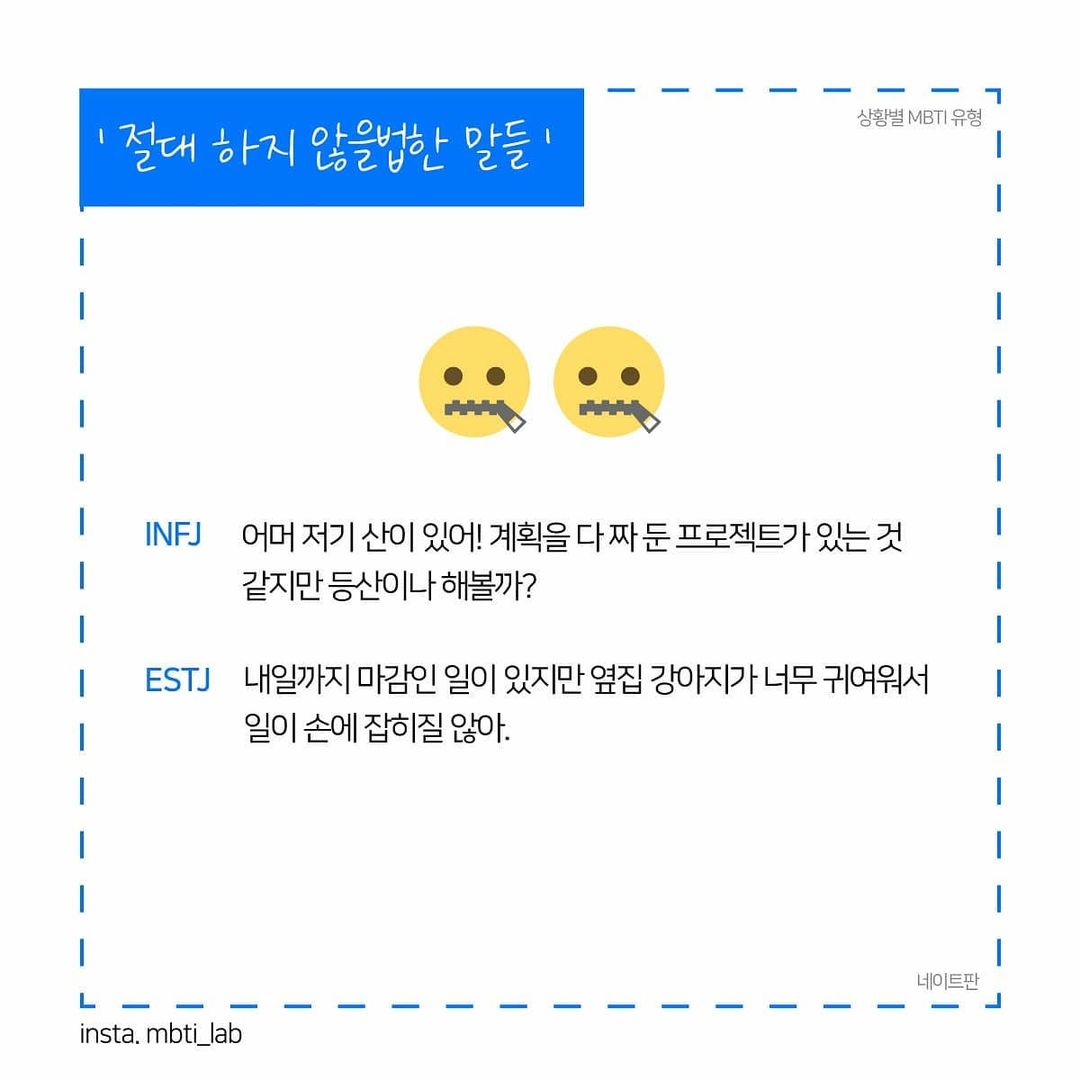 ' 절대 하지 않을법한 말들 '
상황별 MBTI 유형
INFJ 어머 저기 산이 있어! 계획을 다 짜 둔 프로젝트가 있는 것
같지만 등산이나 해볼까?
ESTJ 내일까지 마감인 일이 있지만 옆집 강아지가 너무 귀여워서
일이 손에 잡히질 않아.
네이트판
insta. mbti_lab